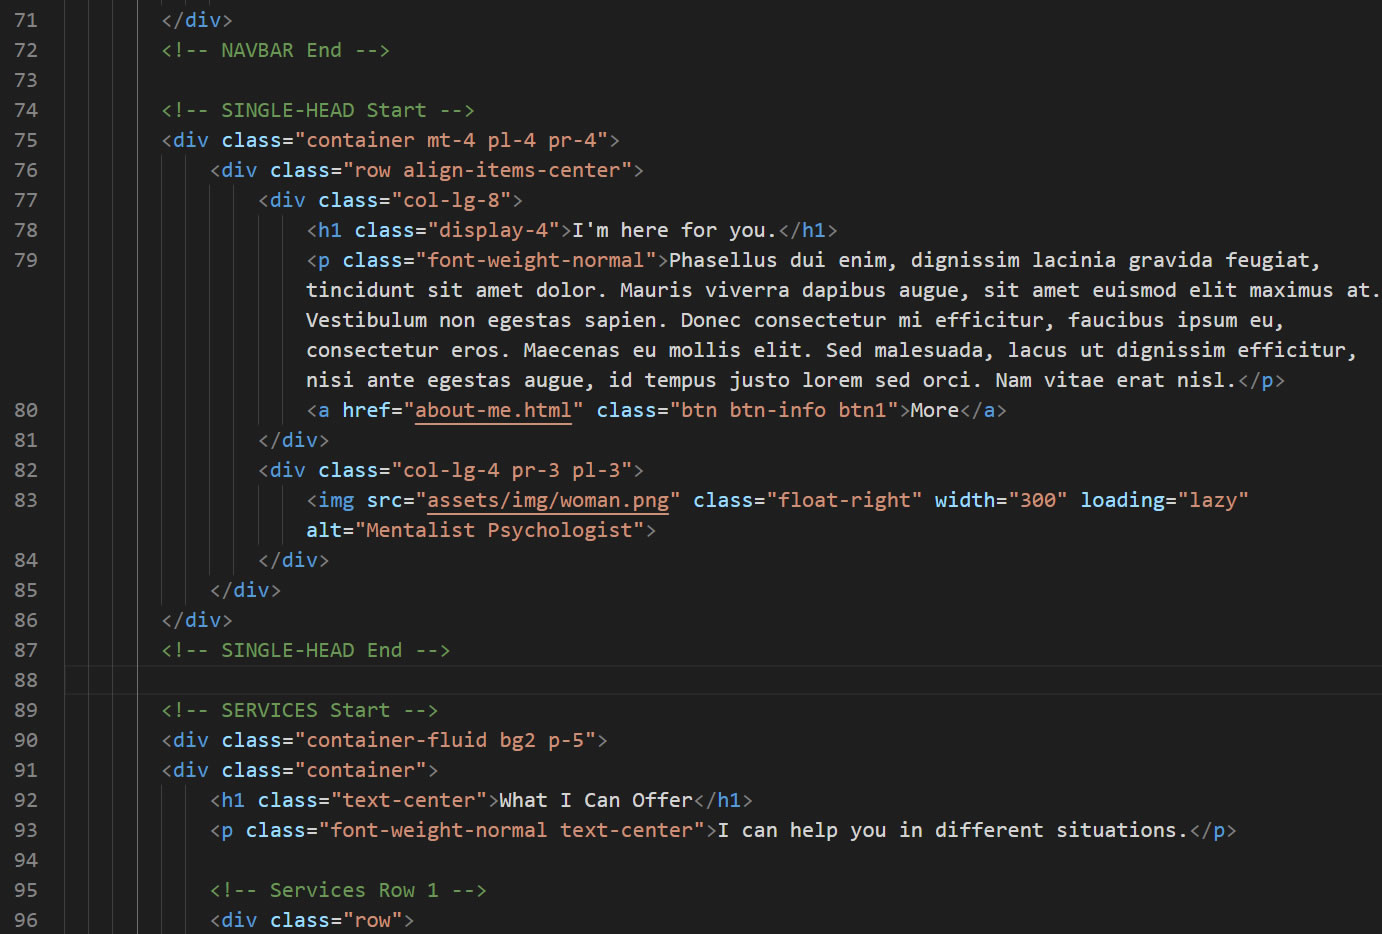 71 </div>
72 <!-- NAVBAR End -->
73
74 <!-- SINGLE-HEAD Start -->
75 <div class="container mt-4 pl-4 pr-4">
76 <div class="row align-items-center">
77 <div class="col-lg-8">
78 <h1 class="display-4">I'm here for you.</h1>
79 <p class="font-weight-normal">Phasellus dui enim, dignissim lacinia gravida feugiat,
tincidunt sit amet dolor. Mauris viverra dapibus augue, sit amet euismod elit maximus at.
Vestibulum non egestas sapien. Donec consectetur mi efficitur, faucibus ipsum eu,
consectetur eros. Maecenas eu mollis elit. Sed malesuada, lacus ut dignissim efficitur,
nisi ante egestas augue, id tempus justo lorem sed orci. Nam vitae erat nisl.</p>
80 <a href="about-me.html" class="btn btn-info btn1">More</a>
81 </div>
82 <div class="col-lg-4 pr-3 pl-3">
83 <img src="assets/img/woman.png" class="float-right" width="300" loading="lazy"
alt="Mentalist Psychologist">
84 </div>
85 </div>
86 </div>
87 <!-- SINGLE-HEAD End -->
88
89 <!-- SERVICES Start -->
90 <div class="container-fluid bg2 p-5">
91 <div class="container">
92 <h1 class="text-center">What I Can Offer</h1>
93 <p class="font-weight-normal text-center">I can help you in different situations.</p>
94
95 <!-- Services Row 1 -->
96 <div class="row">